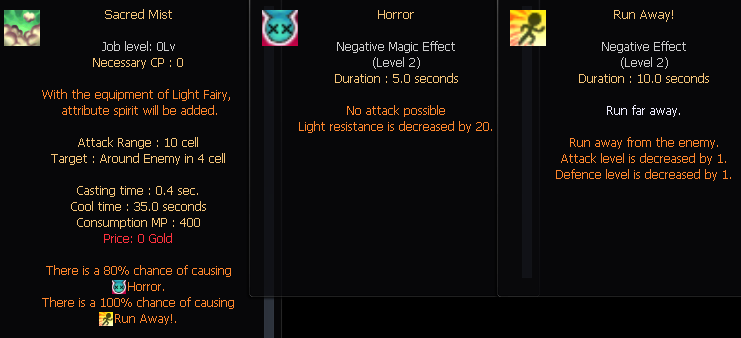 Sacred Mist
Job level: 0Lv
Necessary CP : 0
With the equipment of Light Fairy,
attribute spirit will be added.
Attack Range : 10 cell
Target : Around Enemy in 4 cell
Casting time : 0.4 sec.
Cool time : 35.0 seconds
Consumption MP : 400
Price: 0 Gold
There is a 80% chance of causing
Horror.
There is a 100% chance of causing
Run Away!.
Horror
Negative Magic Effect
(Level 2)
Duration : 5.0 seconds
No attack possible
Light resistance is decreased by 20.
Run Away!
Negative Effect
(Level 2)
Duration : 10.0 seconds
Run far away.
Run away from the enemy.
Attack level is decreased by 1.
Defence level is decreased by 1.